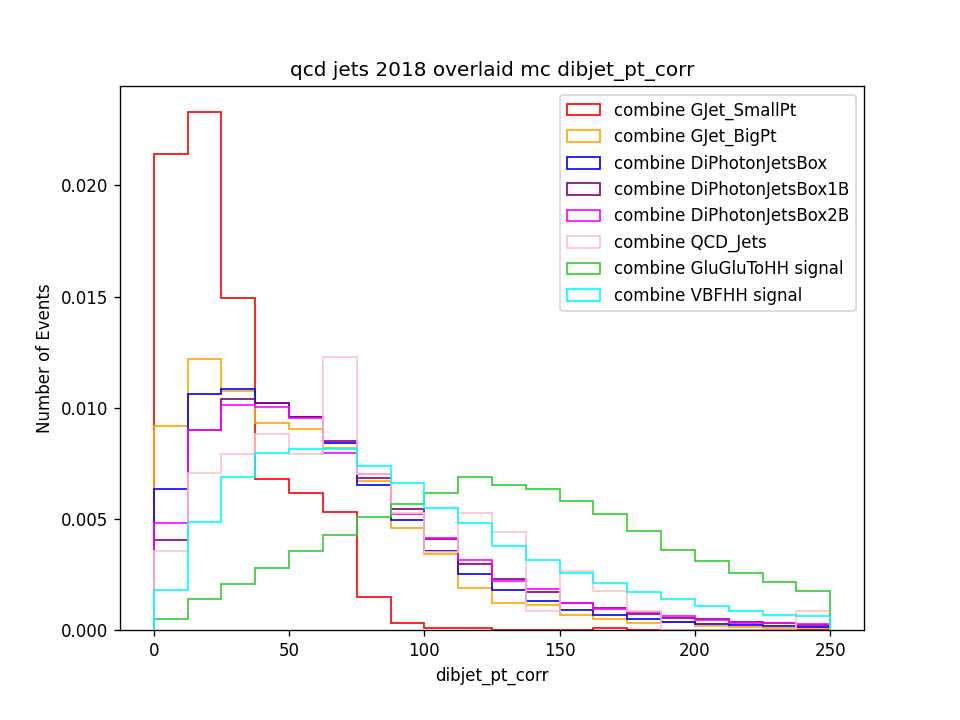 qcd jets 2018 overlaid mc dibjet_pt_corr
combine GJet_SmallPt
combine GJet_BigPt
combine DiPhotonJetsBox
combine DiPhotonJetsBox1B
combine DiPhotonJetsBox2B
combine QCD_Jets
combine GluGluToHH signal
combine VBFHH signal
Number of Events
0.020
0.015
0.010
0.005
0.000
0 50 100 150 200 250
dibjet_pt_corr